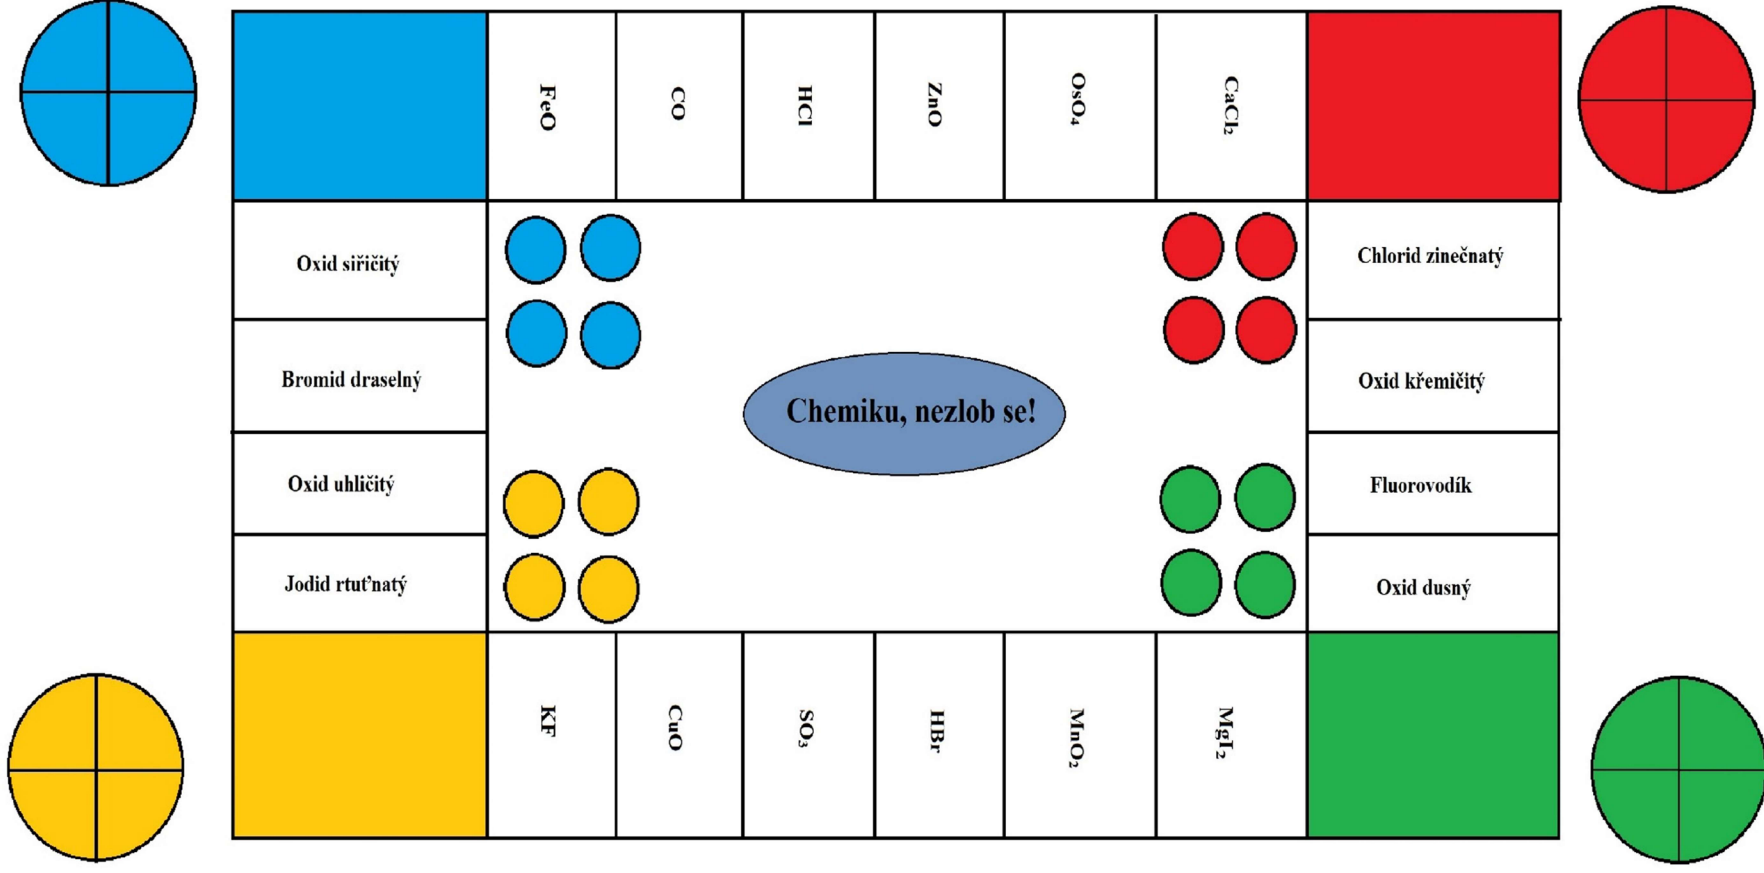 FeO
CO
HCl
ZnO
OsO₄
CaCl₂
Oxid siřičitý
Chlorid zinečnatý
Bromid draselný
Oxid křemičitý
Chemiku, nezlob se!
Oxid uhličitý
Fluorovodík
Jodid rtuťnatý
Oxid dusný
KF
CuO
SO₃
HBr
MnO₂
MgI₂